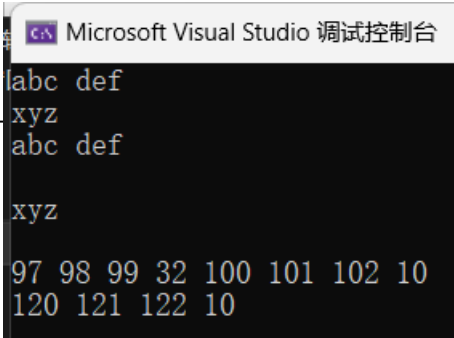 Microsoft Visual Studio 调试控制台
abc def
xyz
abc def
xyz
97 98 99 32 100 101 102 10
120 121 122 10